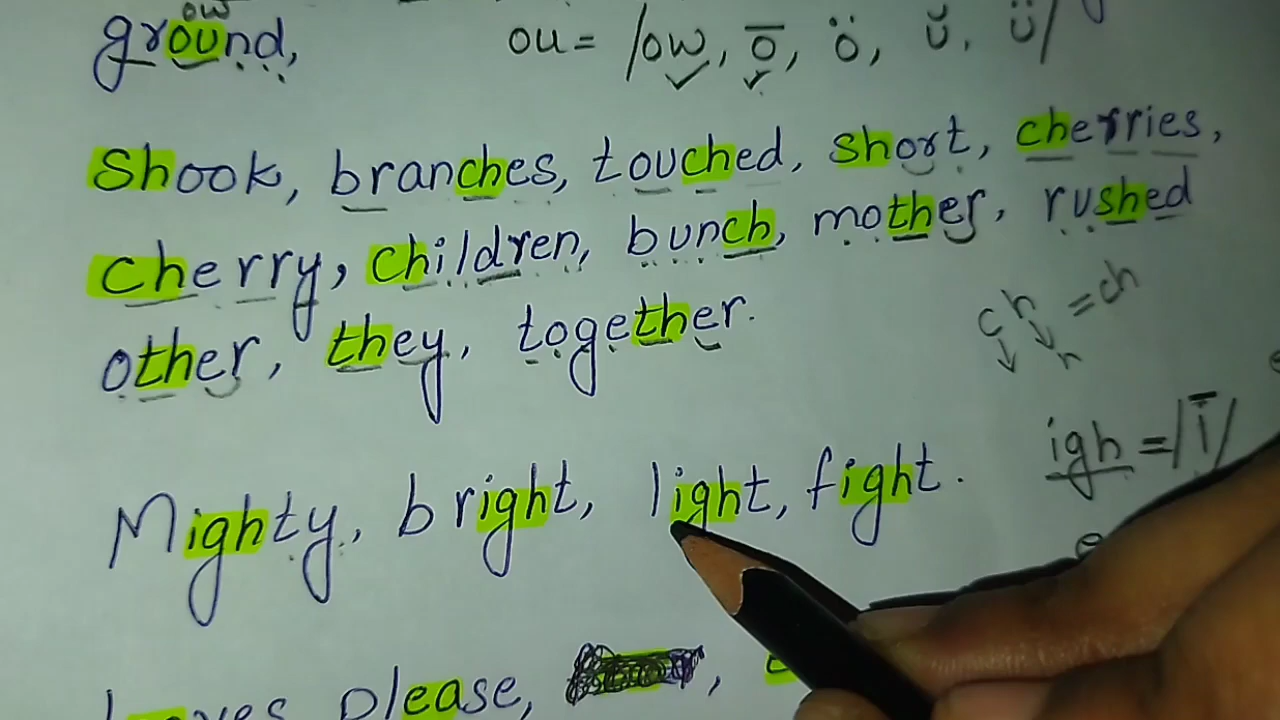 ow
ground, ou = /ow, ō, ö, ŭ, ü/
Shook, branches, touched, short, cherries,
cherry, children, bunch, mother, rushed
other, they, together.
ch = ch
h
Mighty, bright, light, fight. igh = /ī/
please,